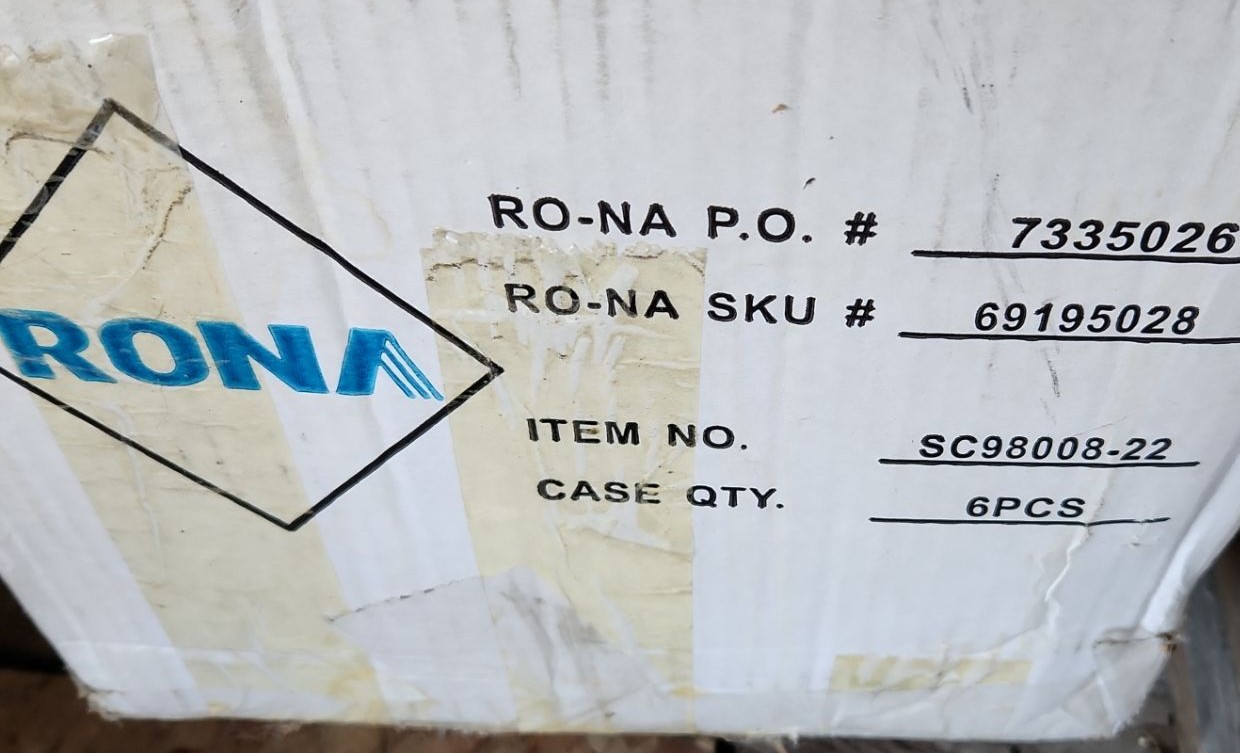 RONA
RO-NA P.O. # 7335026
RO-NA SKU # 69195028
ITEM NO. SC98008-22
CASE QTY. 6PCS